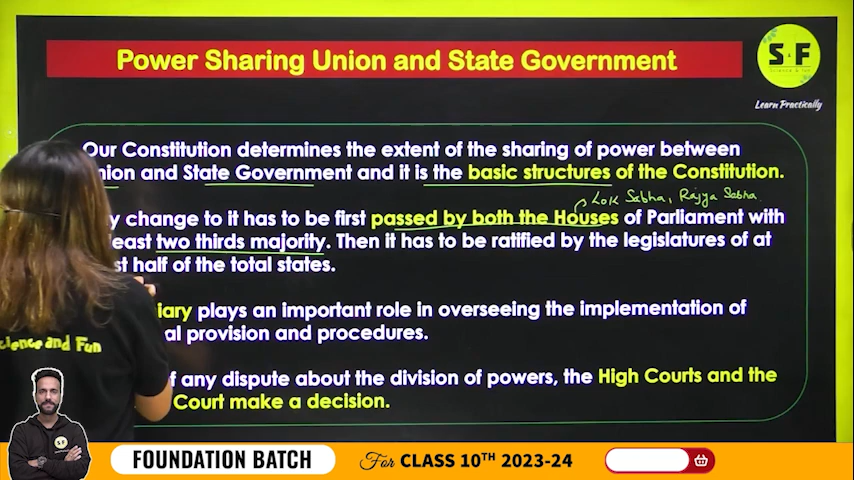 Power Sharing Union and State Government
S F
Science & Fun
Learn Practically
Our Constitution determines the extent of the sharing of power between
nion and State Government and it is the basic structures of the Constitution.
Lok Sabha, Rajya Sabha
y change to it has to be first passed by both the Houses of Parliament with
east two thirds majority. Then it has to be ratified by the legislatures of at
st half of the total states.
iary plays an important role in overseeing the implementation of
al provision and procedures.
f any dispute about the division of powers, the High Courts and the
Court make a decision.
cience and Fun
FOUNDATION BATCH For CLASS 10TH 2023-24